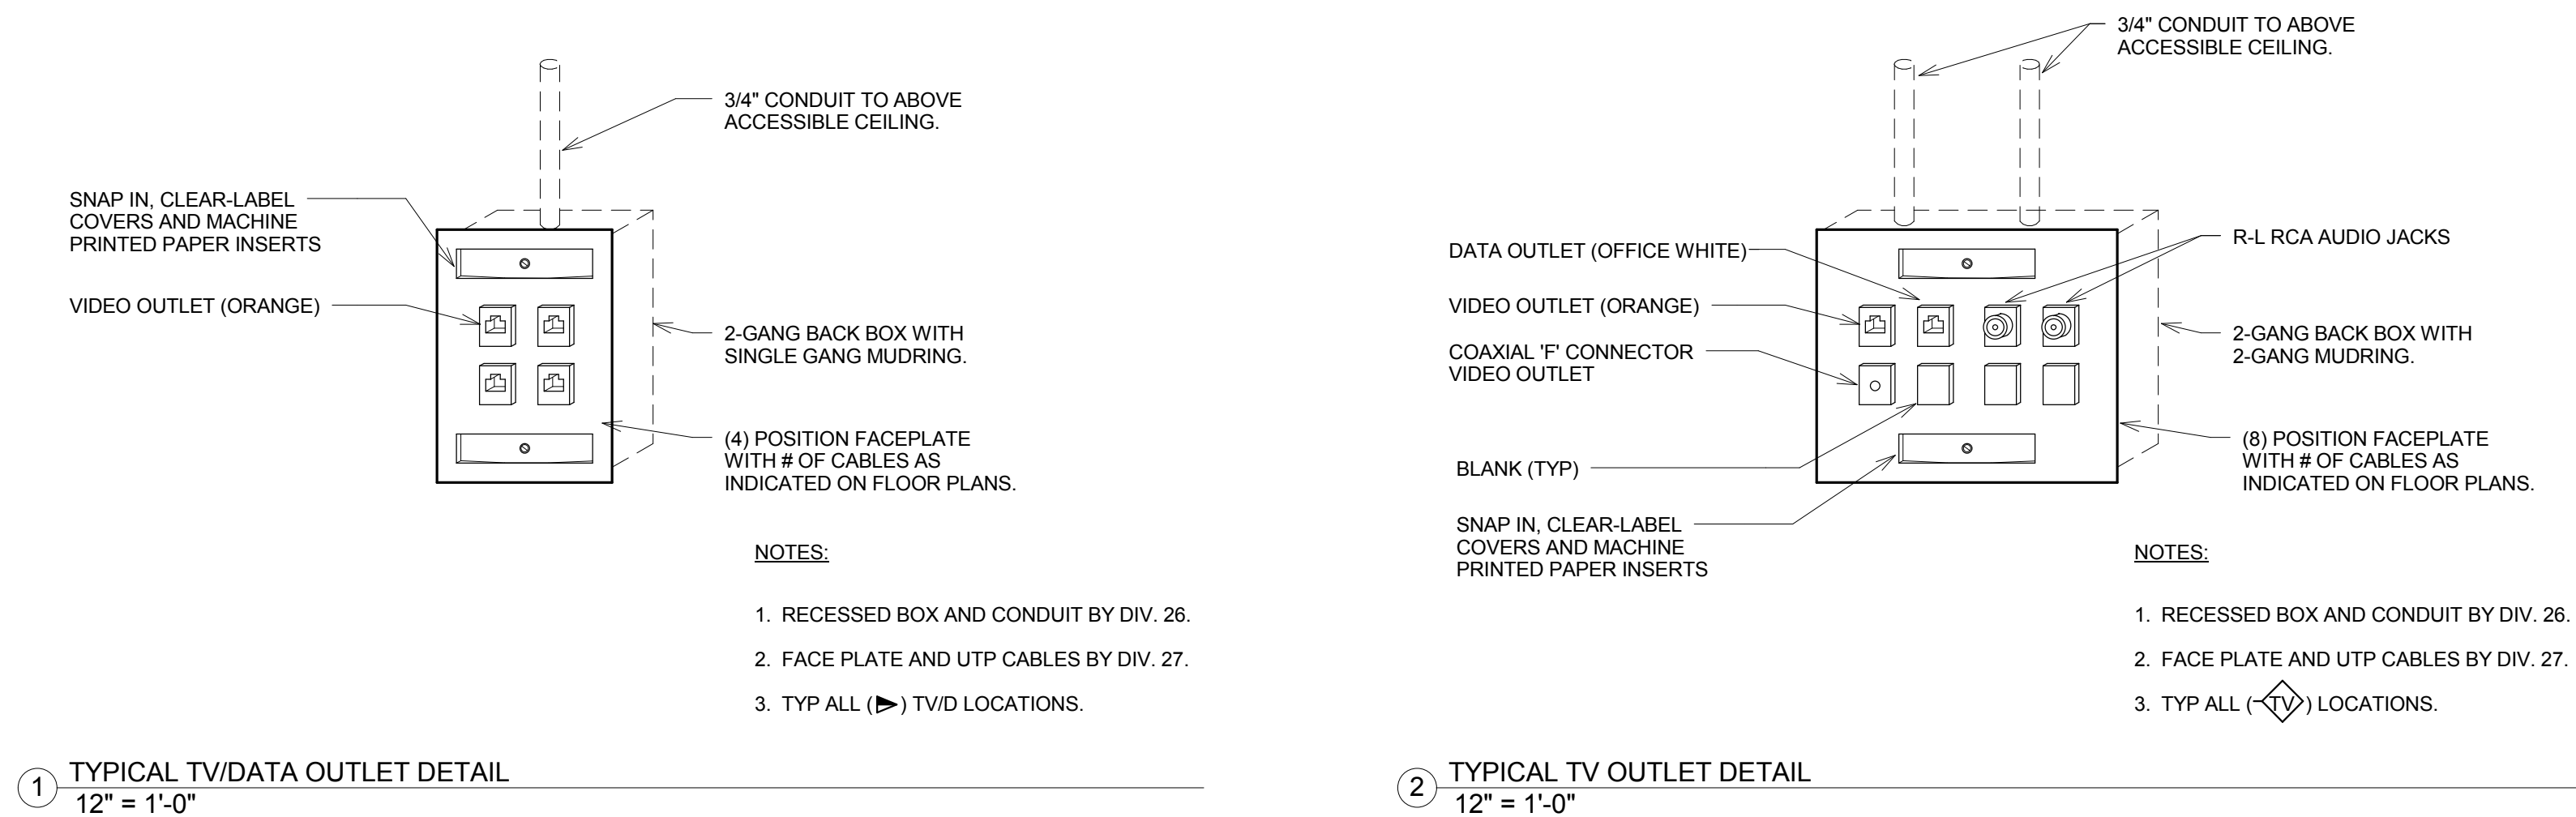 3/4" CONDUIT TO ABOVE
ACCESSIBLE CEILING.
SNAP IN, CLEAR-LABEL
COVERS AND MACHINE
PRINTED PAPER INSERTS
VIDEO OUTLET (ORANGE)
2-GANG BACK BOX WITH
SINGLE GANG MUDRING.
(4) POSITION FACEPLATE
WITH # OF CABLES AS
INDICATED ON FLOOR PLANS.
NOTES:
1. RECESSED BOX AND CONDUIT BY DIV. 26.
2. FACE PLATE AND UTP CABLES BY DIV. 27.
3. TYP ALL ( ) TV/D LOCATIONS.
1 TYPICAL TV/DATA OUTLET DETAIL
12" = 1'-0"
3/4" CONDUIT TO ABOVE
ACCESSIBLE CEILING.
DATA OUTLET (OFFICE WHITE)
R-L RCA AUDIO JACKS
VIDEO OUTLET (ORANGE)
COAXIAL 'F' CONNECTOR
VIDEO OUTLET
2-GANG BACK BOX WITH
2-GANG MUDRING.
(8) POSITION FACEPLATE
WITH # OF CABLES AS
INDICATED ON FLOOR PLANS.
BLANK (TYP)
SNAP IN, CLEAR-LABEL
COVERS AND MACHINE
PRINTED PAPER INSERTS
NOTES:
1. RECESSED BOX AND CONDUIT BY DIV. 26.
2. FACE PLATE AND UTP CABLES BY DIV. 27.
3. TYP ALL (TV) LOCATIONS.
2 TYPICAL TV OUTLET DETAIL
12" = 1'-0"